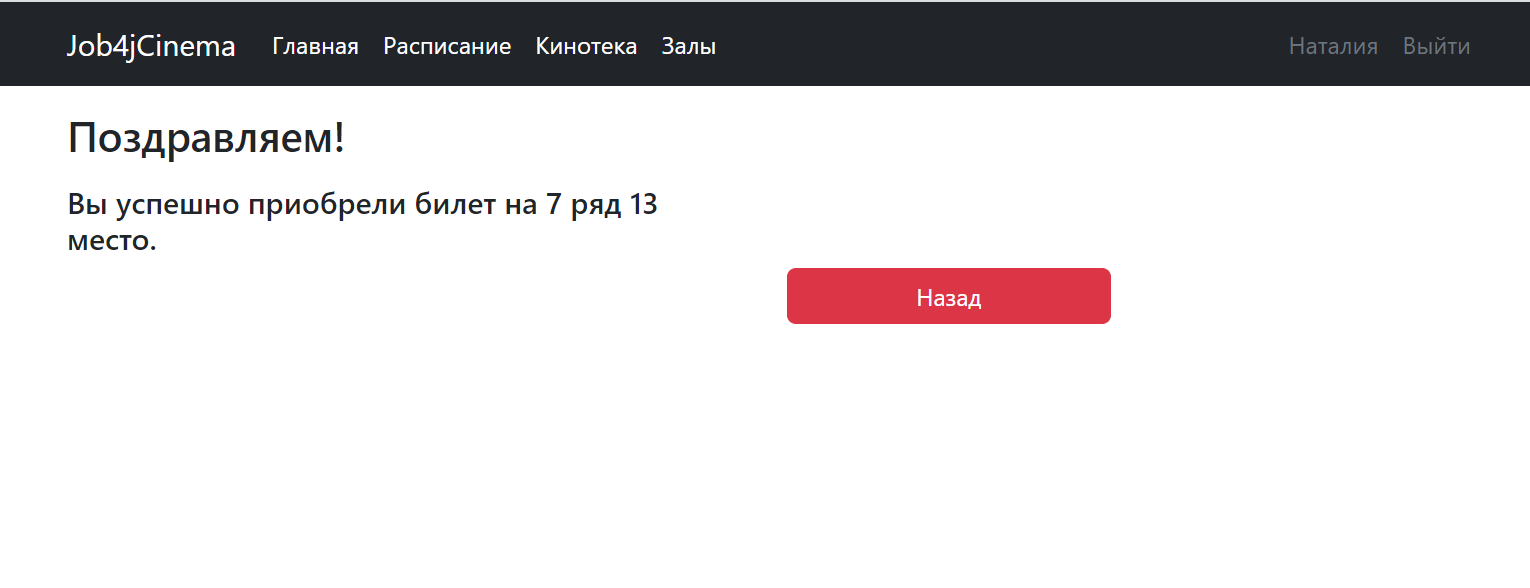 Job4jCinema Главная Расписание Кинотека Залы Наталия Выйти
Поздравляем!
Вы успешно приобрели билет на 7 ряд 13
место.
Назад